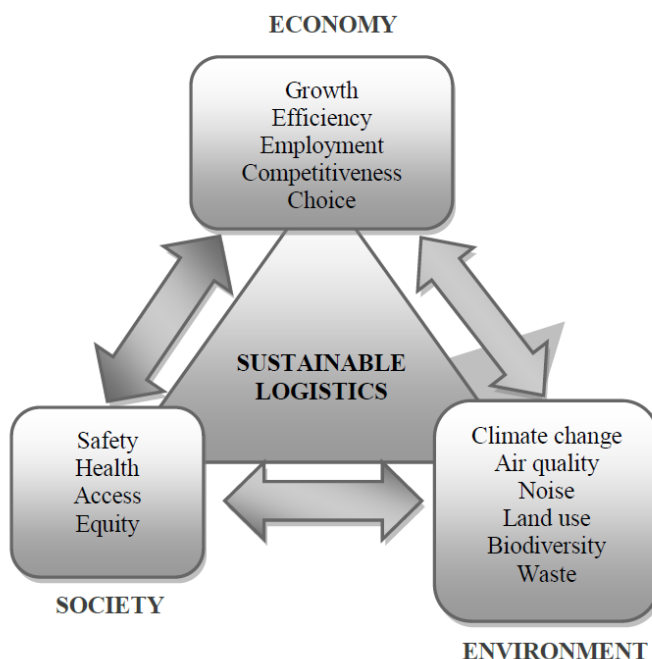 ECONOMY
Growth
Efficiency
Employment
Competitiveness
Choice
SUSTAINABLE
LOGISTICS
Safety
Health
Access
Equity
SOCIETY
Climate change
Air quality
Noise
Land use
Biodiversity
Waste
ENVIRONMENT